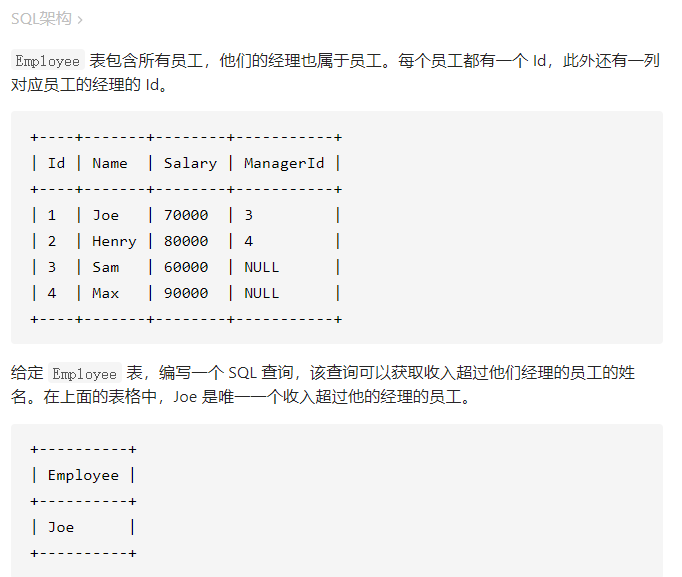 SQL架构 ›
Employee 表包含所有员工，他们的经理也属于员工。每个员工都有一个 Id，此外还有一列
对应员工的经理的 Id。
+----+-------+--------+-----------+
| Id | Name  | Salary | ManagerId |
+----+-------+--------+-----------+
| 1  | Joe   | 70000  | 3         |
| 2  | Henry | 80000  | 4         |
| 3  | Sam   | 60000  | NULL      |
| 4  | Max   | 90000  | NULL      |
+----+-------+--------+-----------+
给定 Employee 表，编写一个 SQL 查询，该查询可以获取收入超过他们经理的员工的姓
名。在上面的表格中，Joe 是唯一一个收入超过他的经理的员工。
+----------+
| Employee |
+----------+
| Joe      |
+----------+